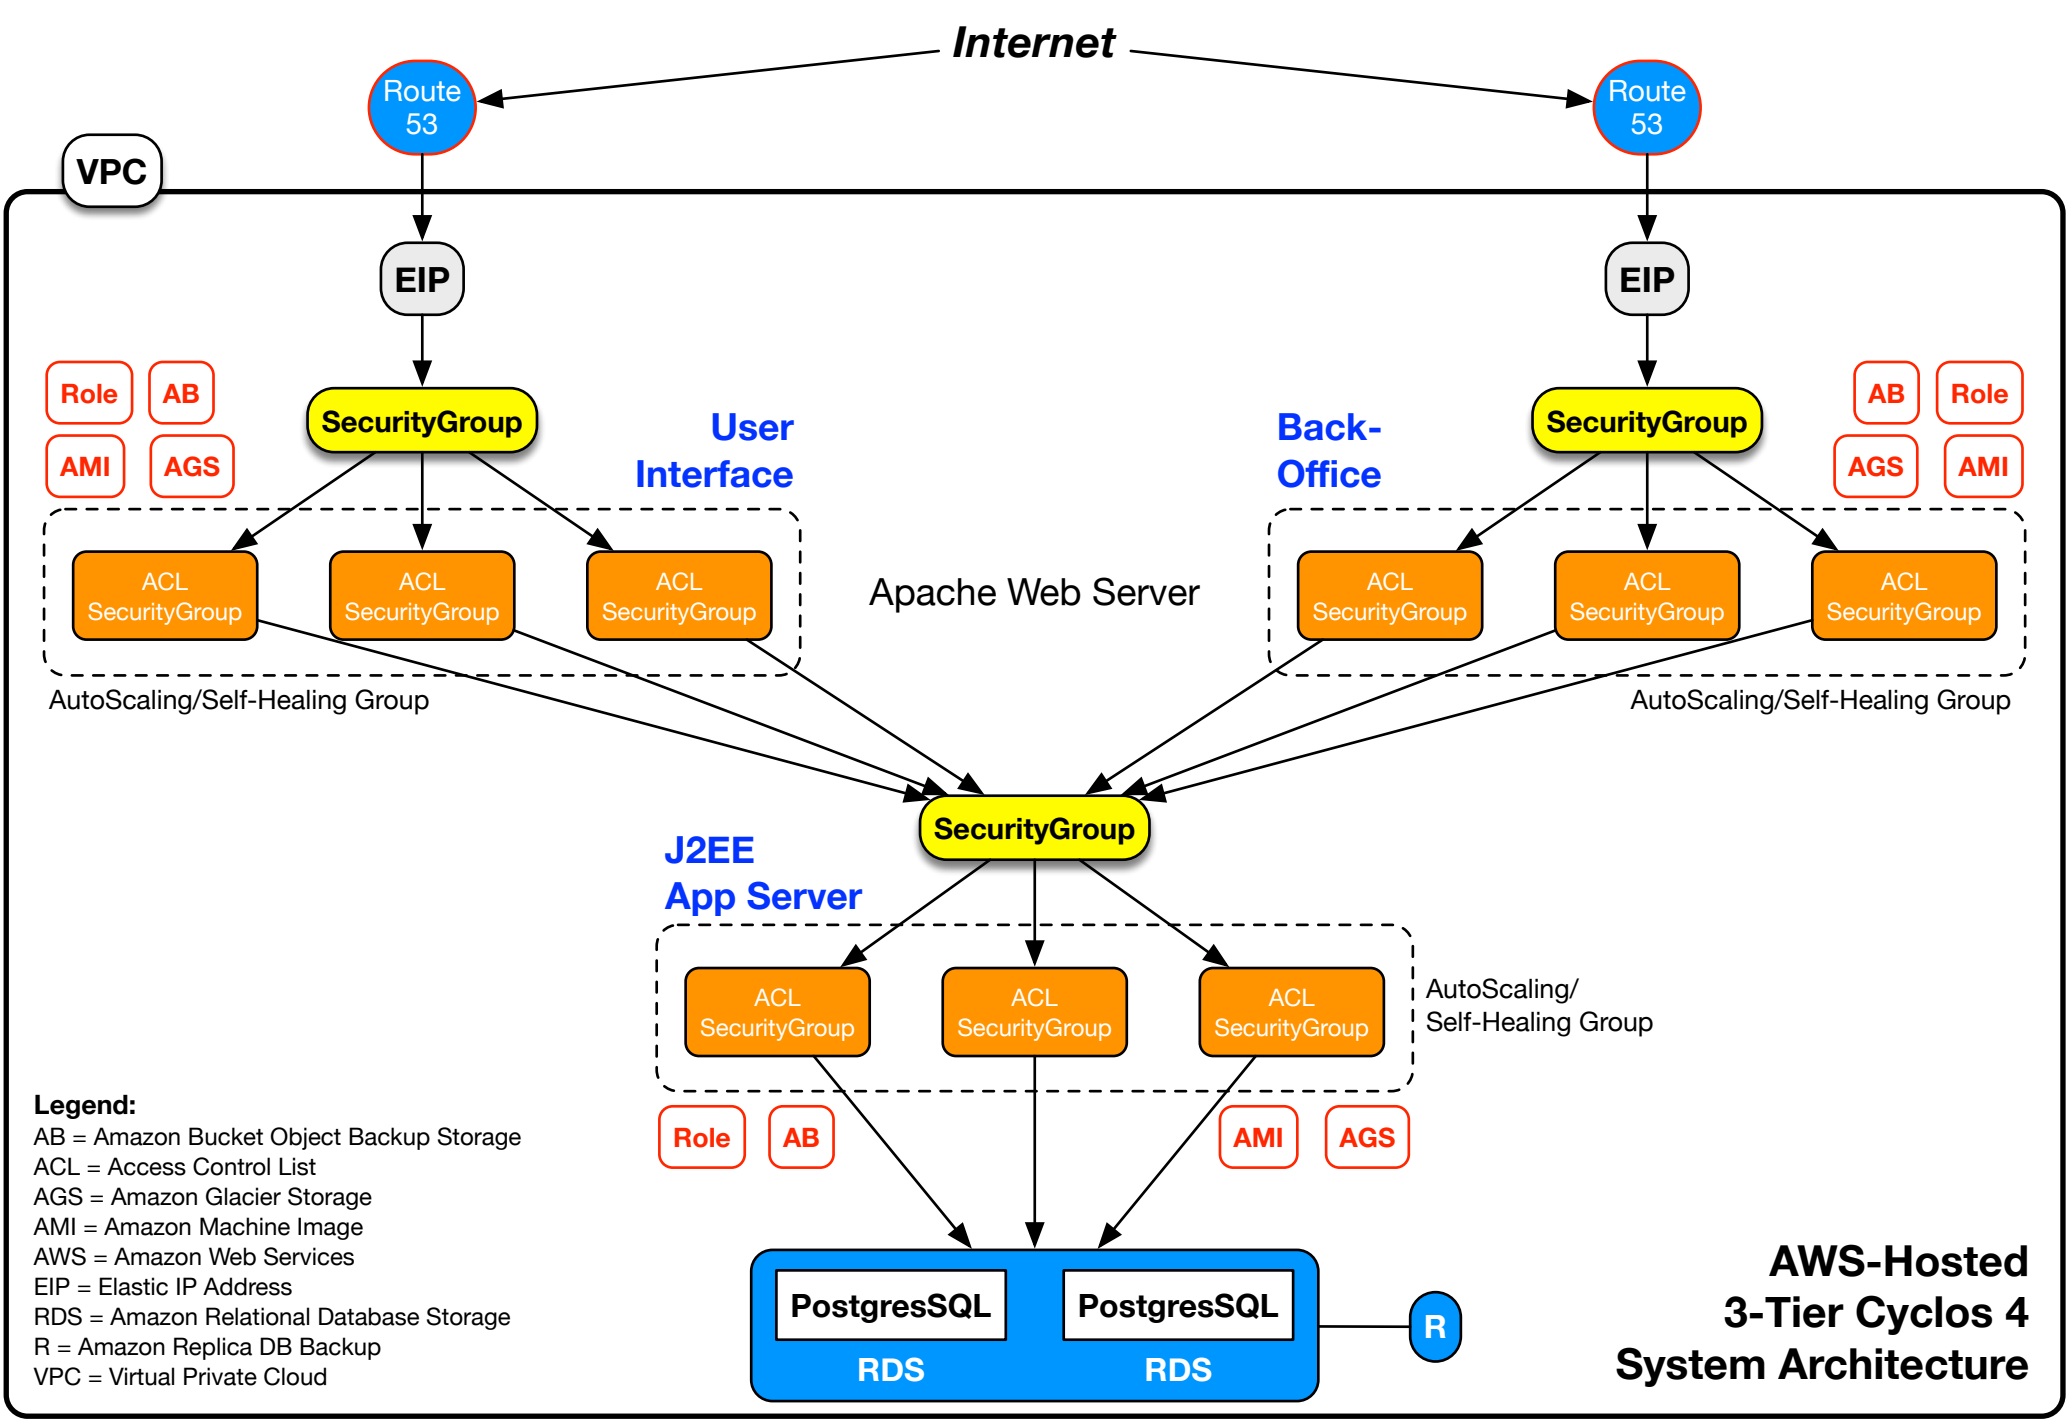 Internet
Route
53
Route
53
VPC
EIP
EIP
Role
AB
AMI
AGS
SecurityGroup
User
Interface
Back-
Office
SecurityGroup
AB
Role
AGS
AMI
ACL
SecurityGroup
ACL
SecurityGroup
ACL
SecurityGroup
Apache Web Server
ACL
SecurityGroup
ACL
SecurityGroup
ACL
SecurityGroup
AutoScaling/Self-Healing Group
AutoScaling/Self-Healing Group
SecurityGroup
J2EE
App Server
ACL
SecurityGroup
ACL
SecurityGroup
ACL
SecurityGroup
AutoScaling/
Self-Healing Group
Role
AB
AMI
AGS
Legend:
AB = Amazon Bucket Object Backup Storage
ACL = Access Control List
AGS = Amazon Glacier Storage
AMI = Amazon Machine Image
AWS = Amazon Web Services
EIP = Elastic IP Address
RDS = Amazon Relational Database Storage
R = Amazon Replica DB Backup
VPC = Virtual Private Cloud
PostgresSQL
RDS
PostgresSQL
RDS
R
AWS-Hosted
3-Tier Cyclos 4
System Architecture